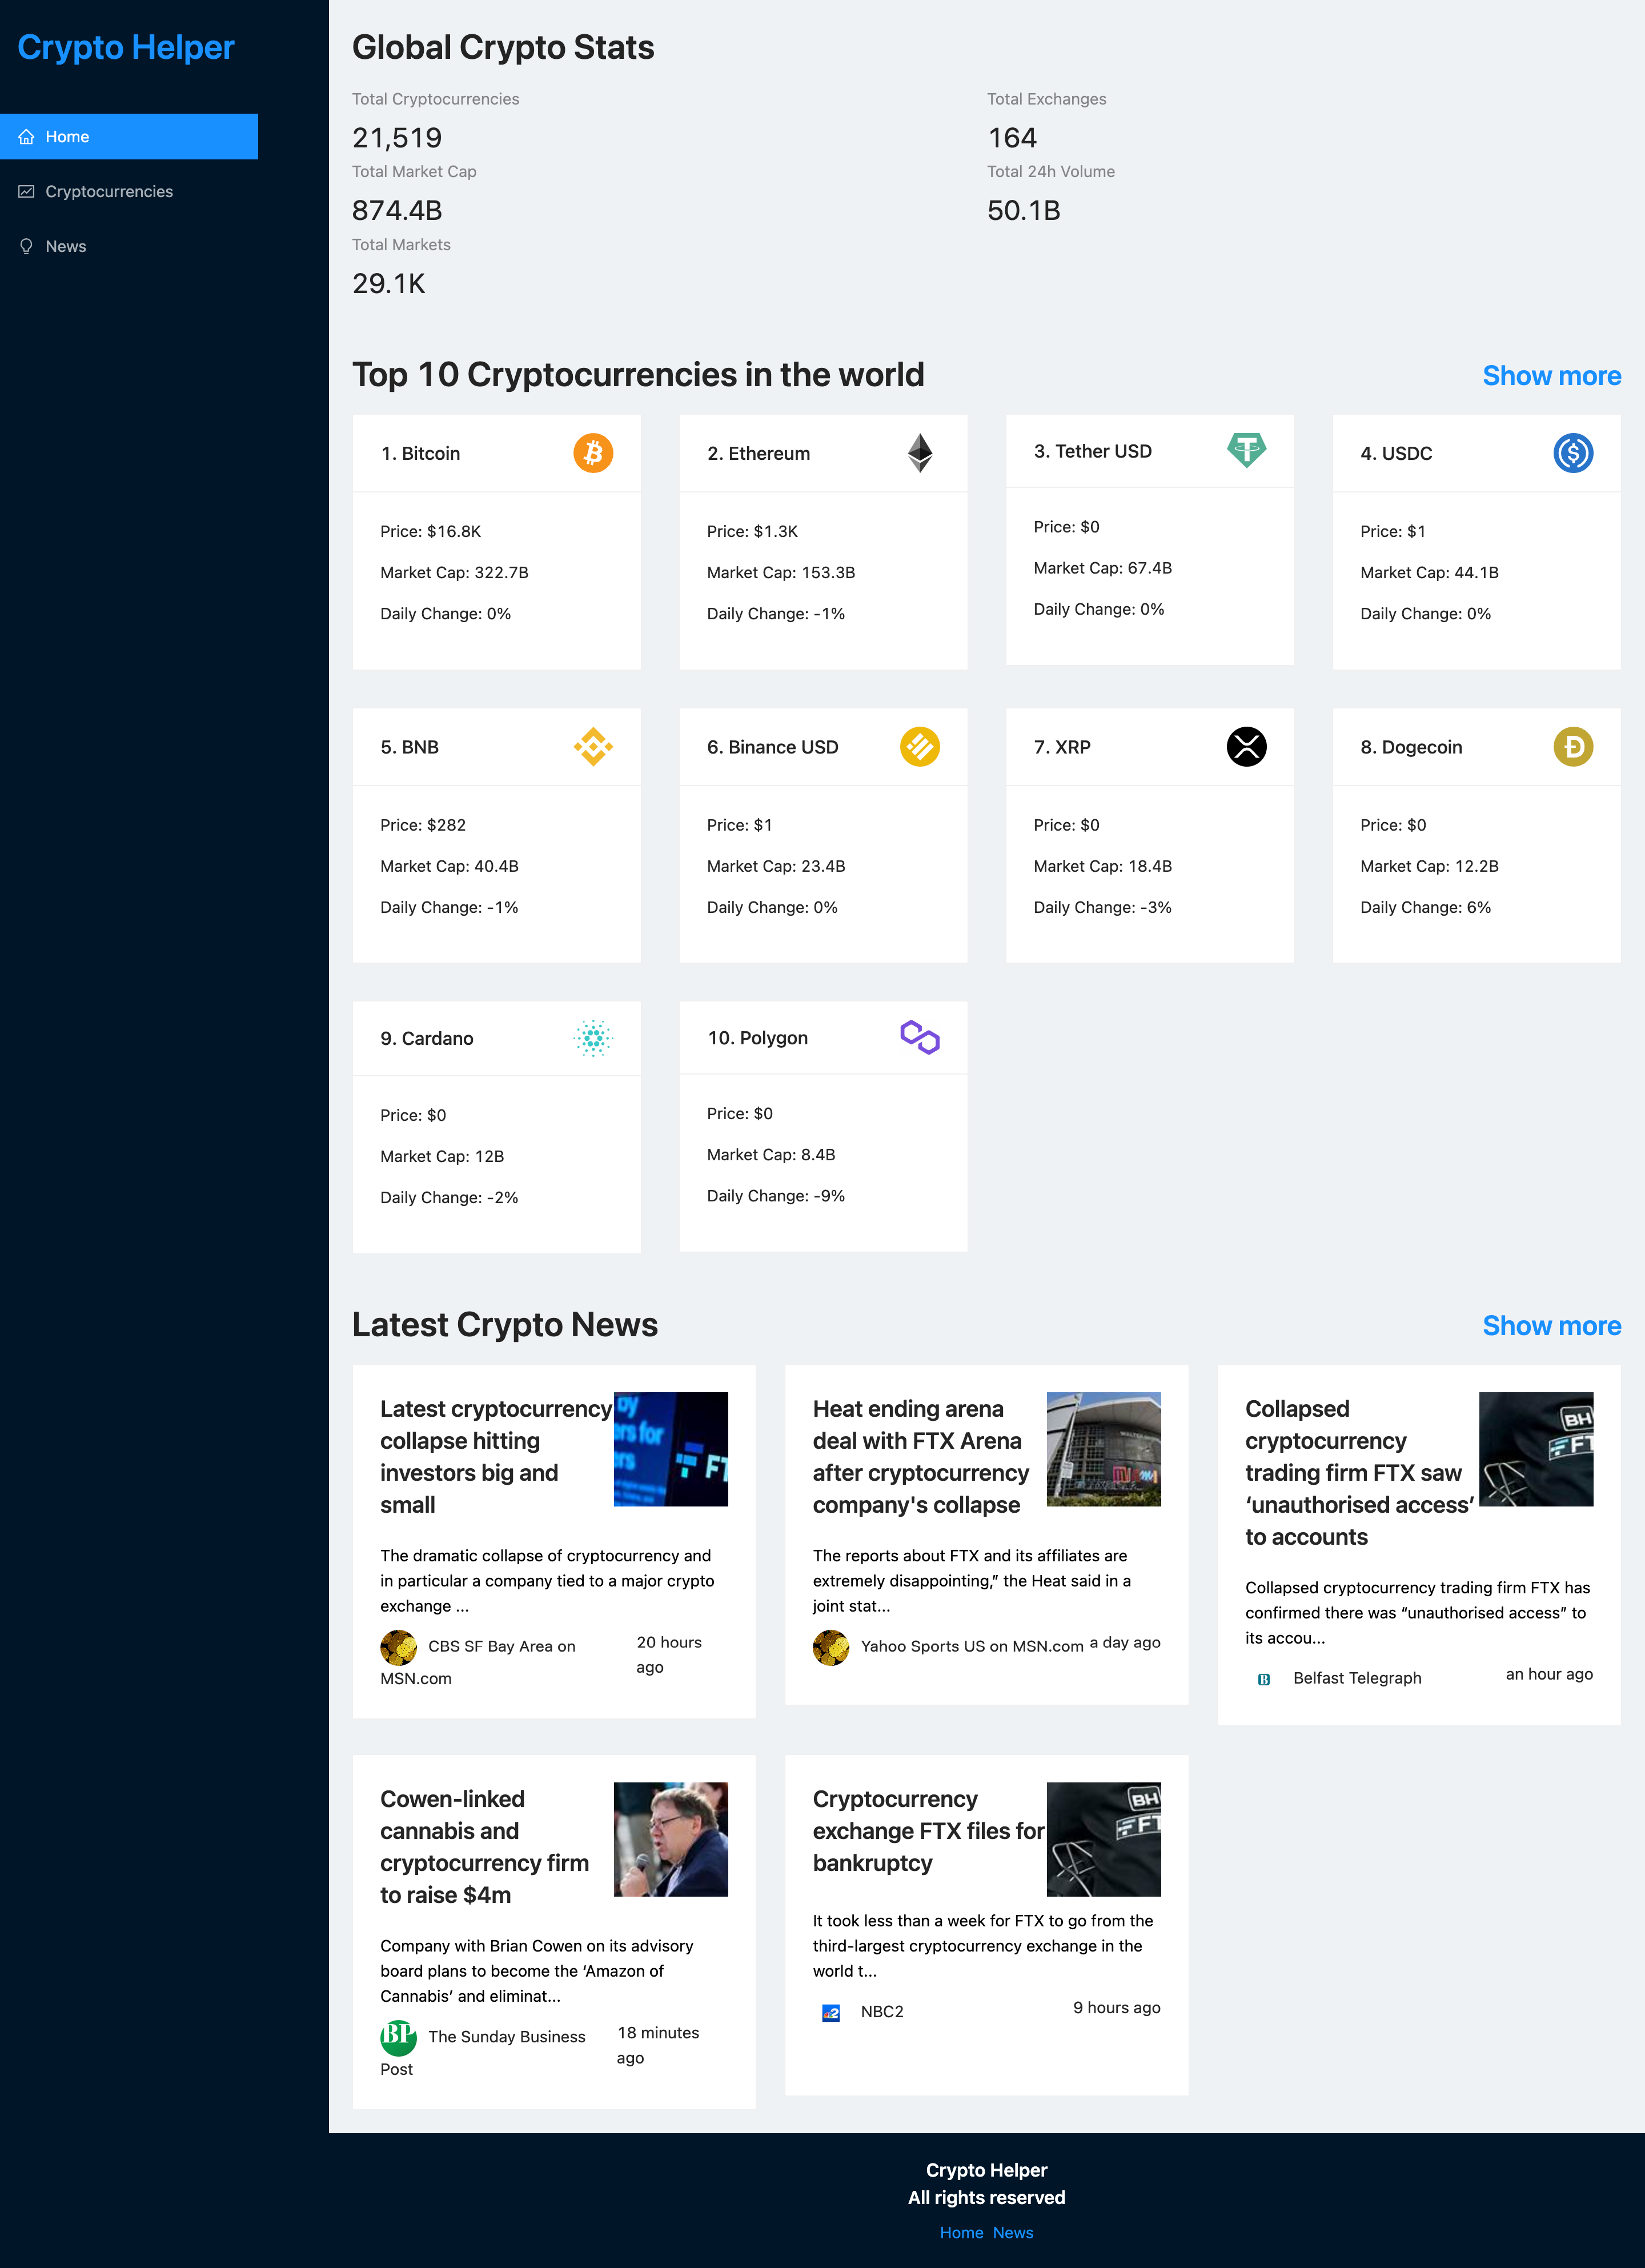 Crypto Helper
Home
Cryptocurrencies
News
Global Crypto Stats
Total Cryptocurrencies
21,519
Total Exchanges
164
Total Market Cap
874.4B
Total 24h Volume
50.1B
Total Markets
29.1K
Top 10 Cryptocurrencies in the world
Show more
1. Bitcoin
Price: $16.8K
Market Cap: 322.7B
Daily Change: 0%
2. Ethereum
Price: $1.3K
Market Cap: 153.3B
Daily Change: -1%
3. Tether USD
Price: $0
Market Cap: 67.4B
Daily Change: 0%
4. USDC
Price: $1
Market Cap: 44.1B
Daily Change: 0%
5. BNB
Price: $282
Market Cap: 40.4B
Daily Change: -1%
6. Binance USD
Price: $1
Market Cap: 23.4B
Daily Change: 0%
7. XRP
Price: $0
Market Cap: 18.4B
Daily Change: -3%
8. Dogecoin
Price: $0
Market Cap: 12.2B
Daily Change: 6%
9. Cardano
Price: $0
Market Cap: 12B
Daily Change: -2%
10. Polygon
Price: $0
Market Cap: 8.4B
Daily Change: -9%
Latest Crypto News
Show more
Latest cryptocurrency
collapse hitting
investors big and
small
by
rs for
ers
FT
The dramatic collapse of cryptocurrency and
in particular a company tied to a major crypto
exchange ...
CBS SF Bay Area on
MSN.com
20 hours
ago
Heat ending arena
deal with FTX Arena
after cryptocurrency
company's collapse
The reports about FTX and its affiliates are
extremely disappointing,” the Heat said in a
joint stat...
Yahoo Sports US on MSN.com
a day ago
Collapsed
cryptocurrency
trading firm FTX saw
‘unauthorised access’
to accounts
BH
FT
Collapsed cryptocurrency trading firm FTX has
confirmed there was “unauthorised access” to
its accou...
B
Belfast Telegraph
an hour ago
Cowen-linked
cannabis and
cryptocurrency firm
to raise $4m
Company with Brian Cowen on its advisory
board plans to become the ‘Amazon of
Cannabis’ and eliminat...
BP
The Sunday Business
Post
18 minutes
ago
Cryptocurrency
exchange FTX files for
bankruptcy
BH
FT
It took less than a week for FTX to go from the
third-largest cryptocurrency exchange in the
world t...
2
NBC2
9 hours ago
Crypto Helper
All rights reserved
Home News